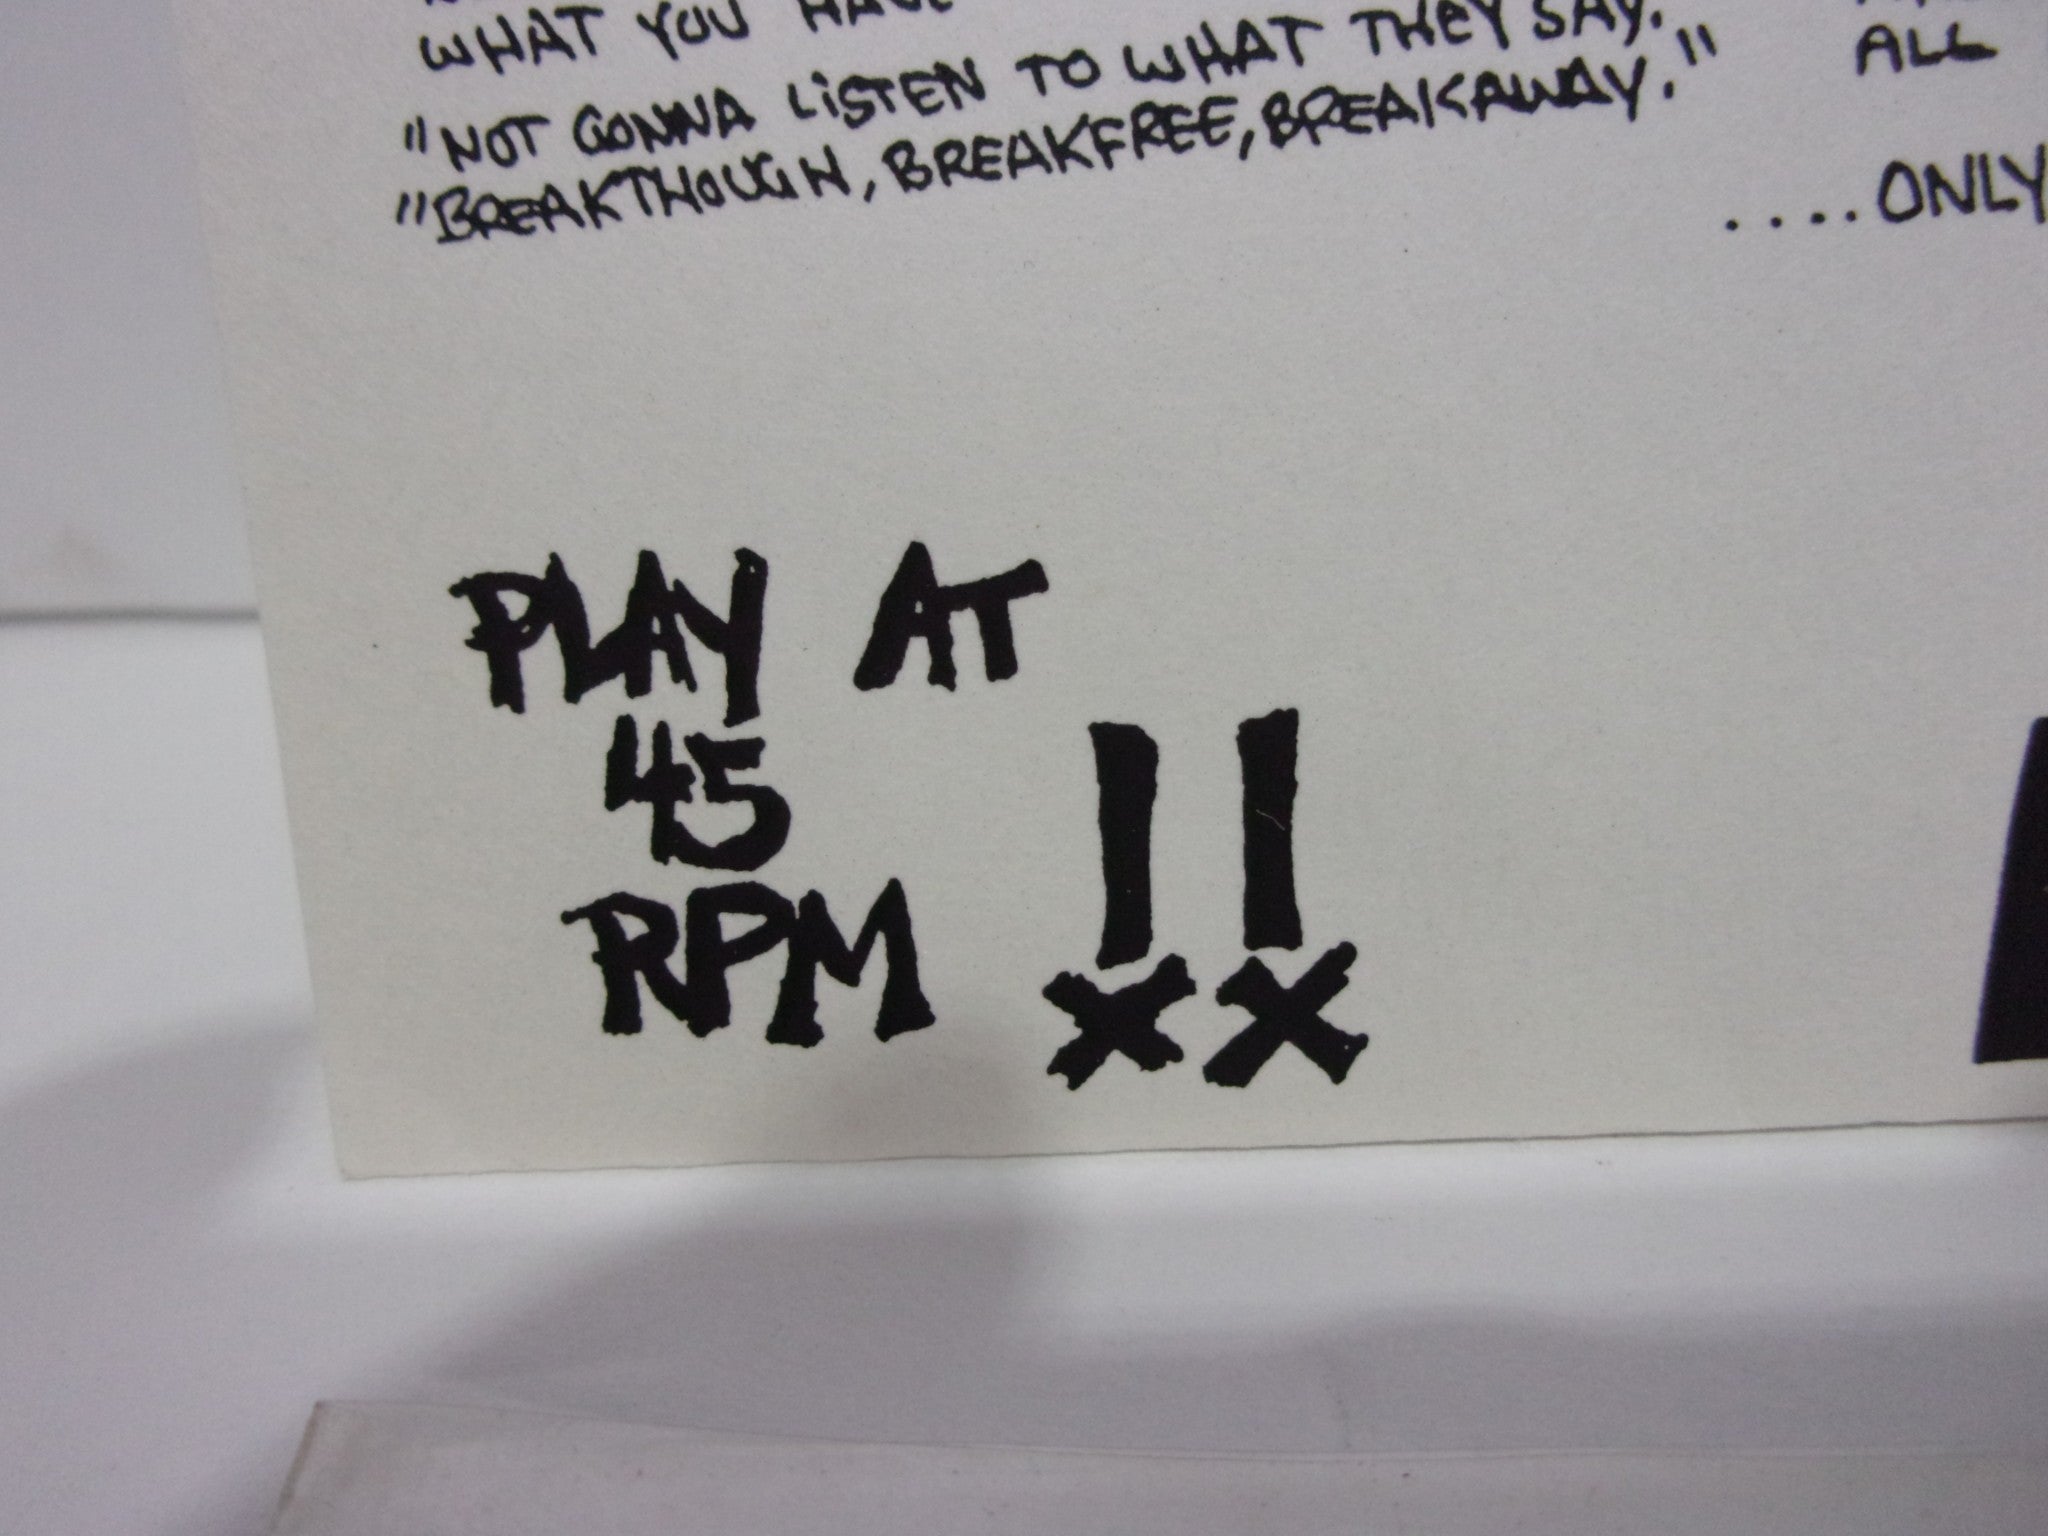 WHAT YOU HAVE
"NOT GONNA LISTEN TO WHAT THEY SAY.
"BREAKTHOUGH, BREAKFREE, BREAKAWAY."
ALL
....ONLY
PLAY AT
45
RPM !!